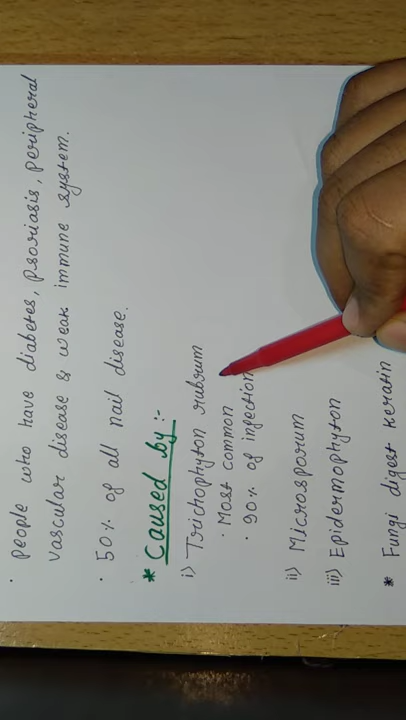 · People who have diabetes, psoriasis, peripheral
vascular disease & weak immune system.
· 50% of all nail disease.
* Caused by:-
i) Trichophyton rubrum
· Most common
· 90% of infection
ii) Microsporum
iii) Epidermophyton
* Fungi digest keratin